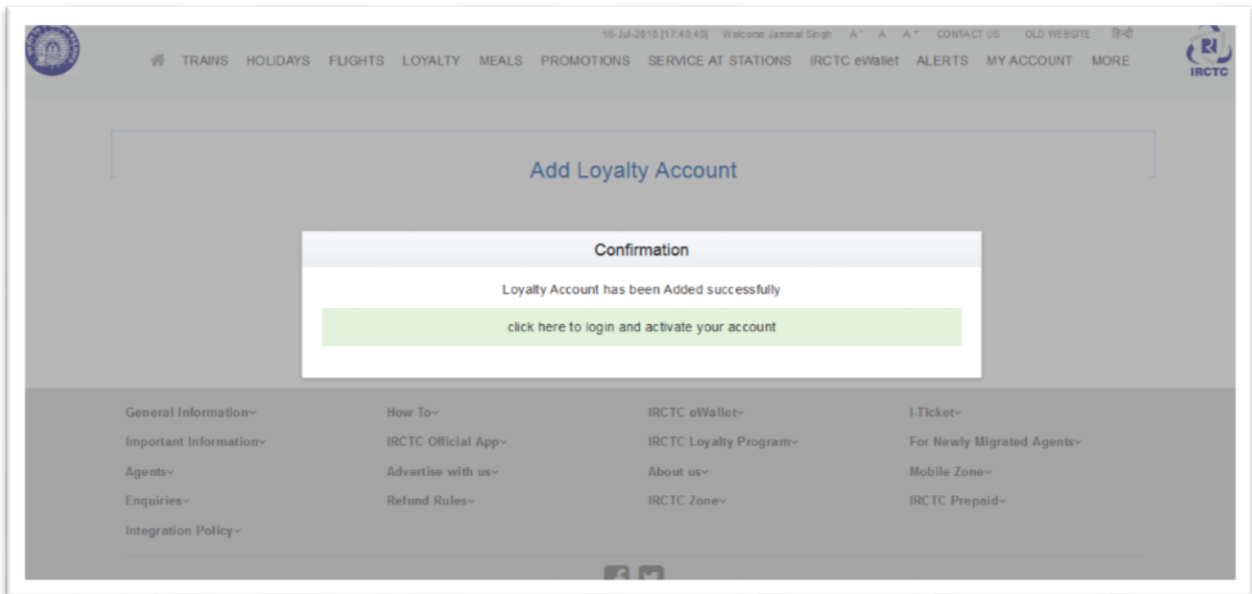 16-Jul-2018 [17:40:40] Welcome Jammal Singh A- A A+ CONTACT US OLD WEBSITE हिन्दी
TRAINS HOLIDAYS FLIGHTS LOYALTY MEALS PROMOTIONS SERVICE AT STATIONS IRCTC eWallet ALERTS MY ACCOUNT MORE
IRCTC
Add Loyalty Account
Confirmation
Loyalty Account has been Added successfully
click here to login and activate your account
General Information How To IRCTC eWallet I-Ticket
Important Information IRCTC Official App IRCTC Loyalty Program For Newly Migrated Agents
Agents Advertise with us About us Mobile Zone
Enquiries Refund Rules IRCTC Zone IRCTC Prepaid
Integration Policy